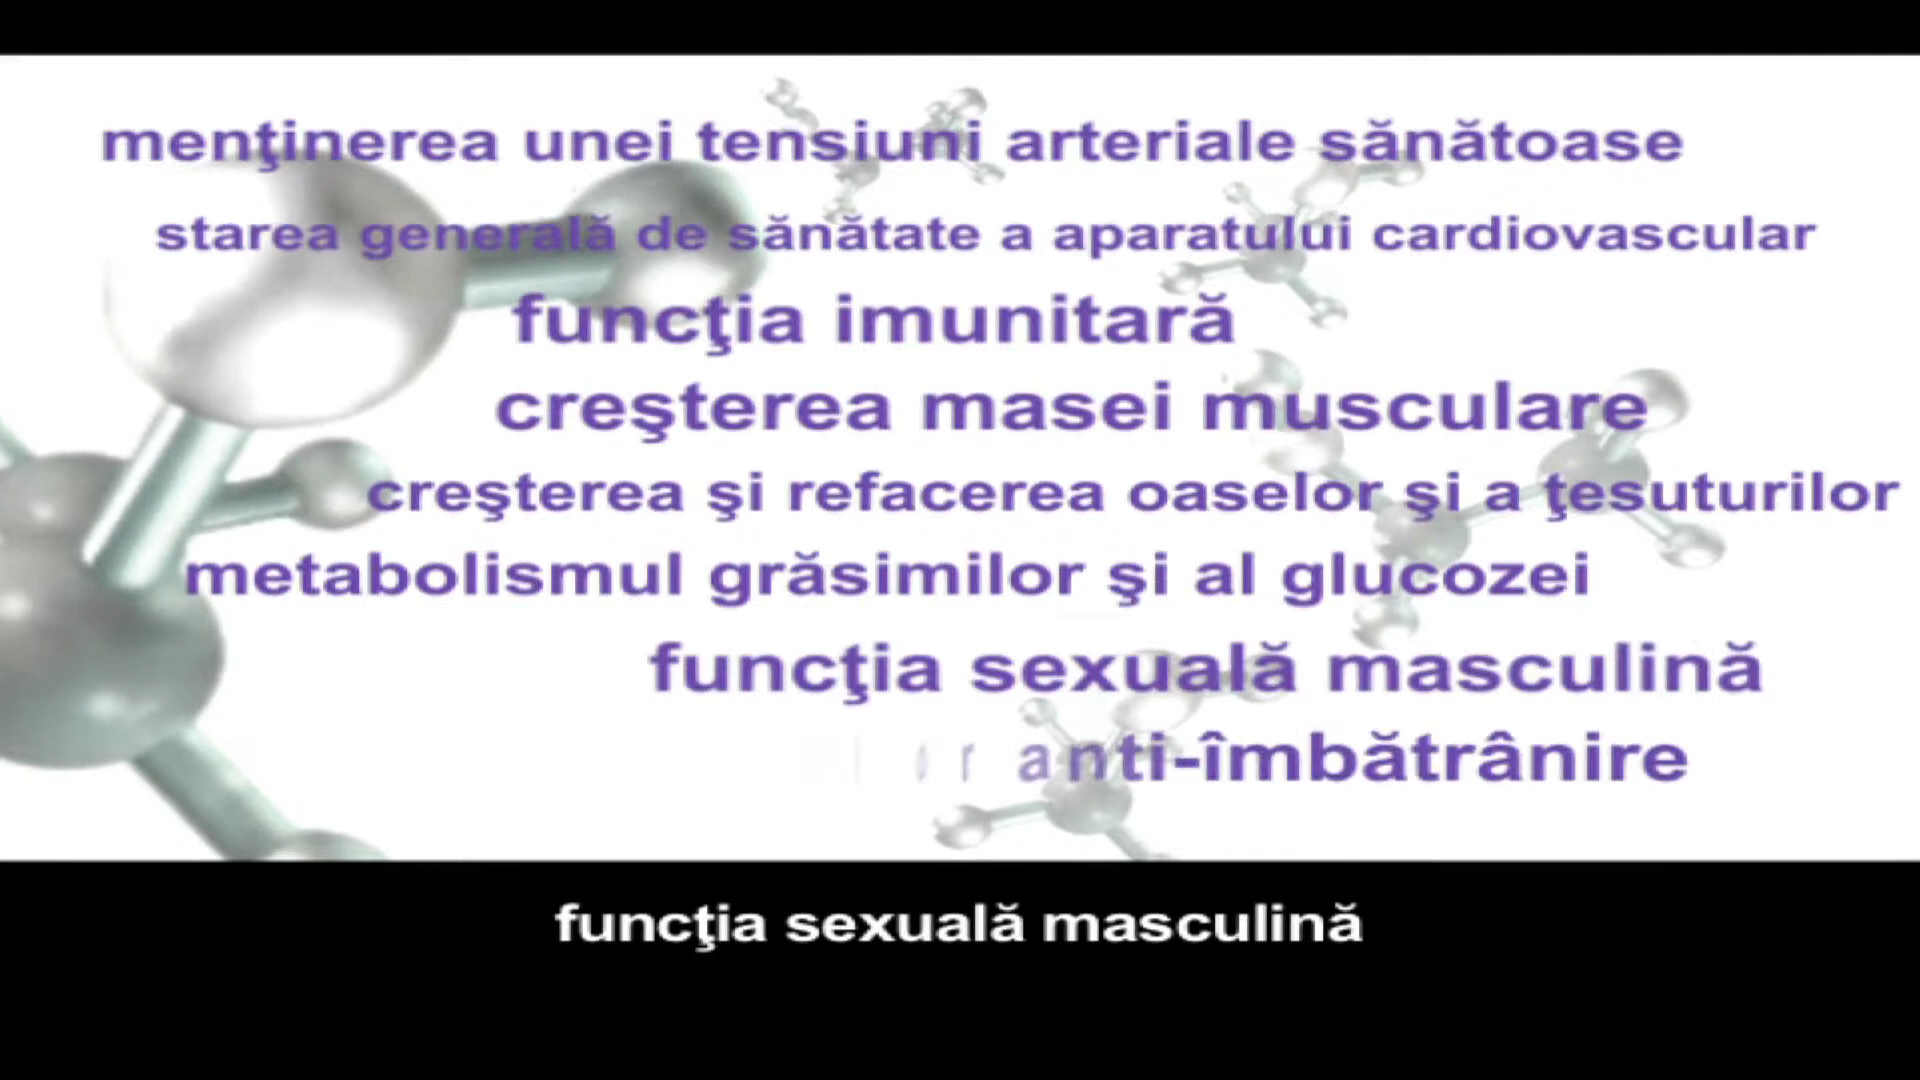 menţinerea unei tensiuni arteriale sănătoase
starea generală de sănătate a aparatului cardiovascular
funcţia imunitară
creşterea masei musculare
creşterea şi refacerea oaselor şi a ţesuturilor
metabolismul grăsimilor şi al glucozei
funcţia sexuală masculină
anti-îmbătrânire
funcţia sexuală masculină